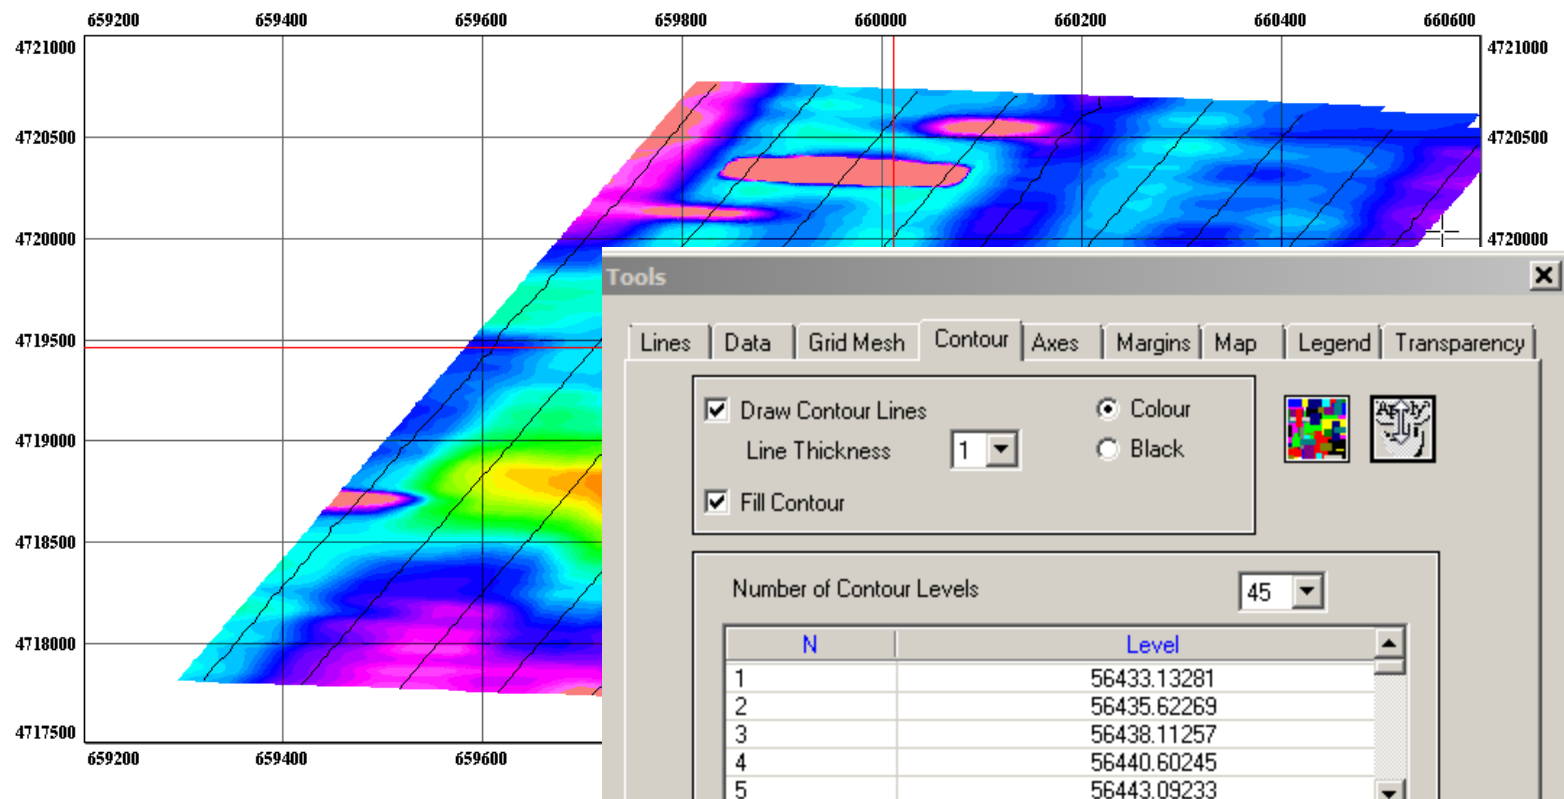 659200 659400 659600 659800 660000 660200 660400 660600
4721000 4721000
4720500 4720500
4720000 4720000
4719500
4719000
4718500
4718000
4717500
659200 659400 659600
Tools
Lines Data Grid Mesh Contour Axes Margins Map Legend Transparency
Draw Contour Lines Colour
Line Thickness 1 Black
Fill Contour
Apply
Number of Contour Levels 45
N Level
1 56433.13281
2 56435.62269
3 56438.11257
4 56440.60245
5 56443.09233